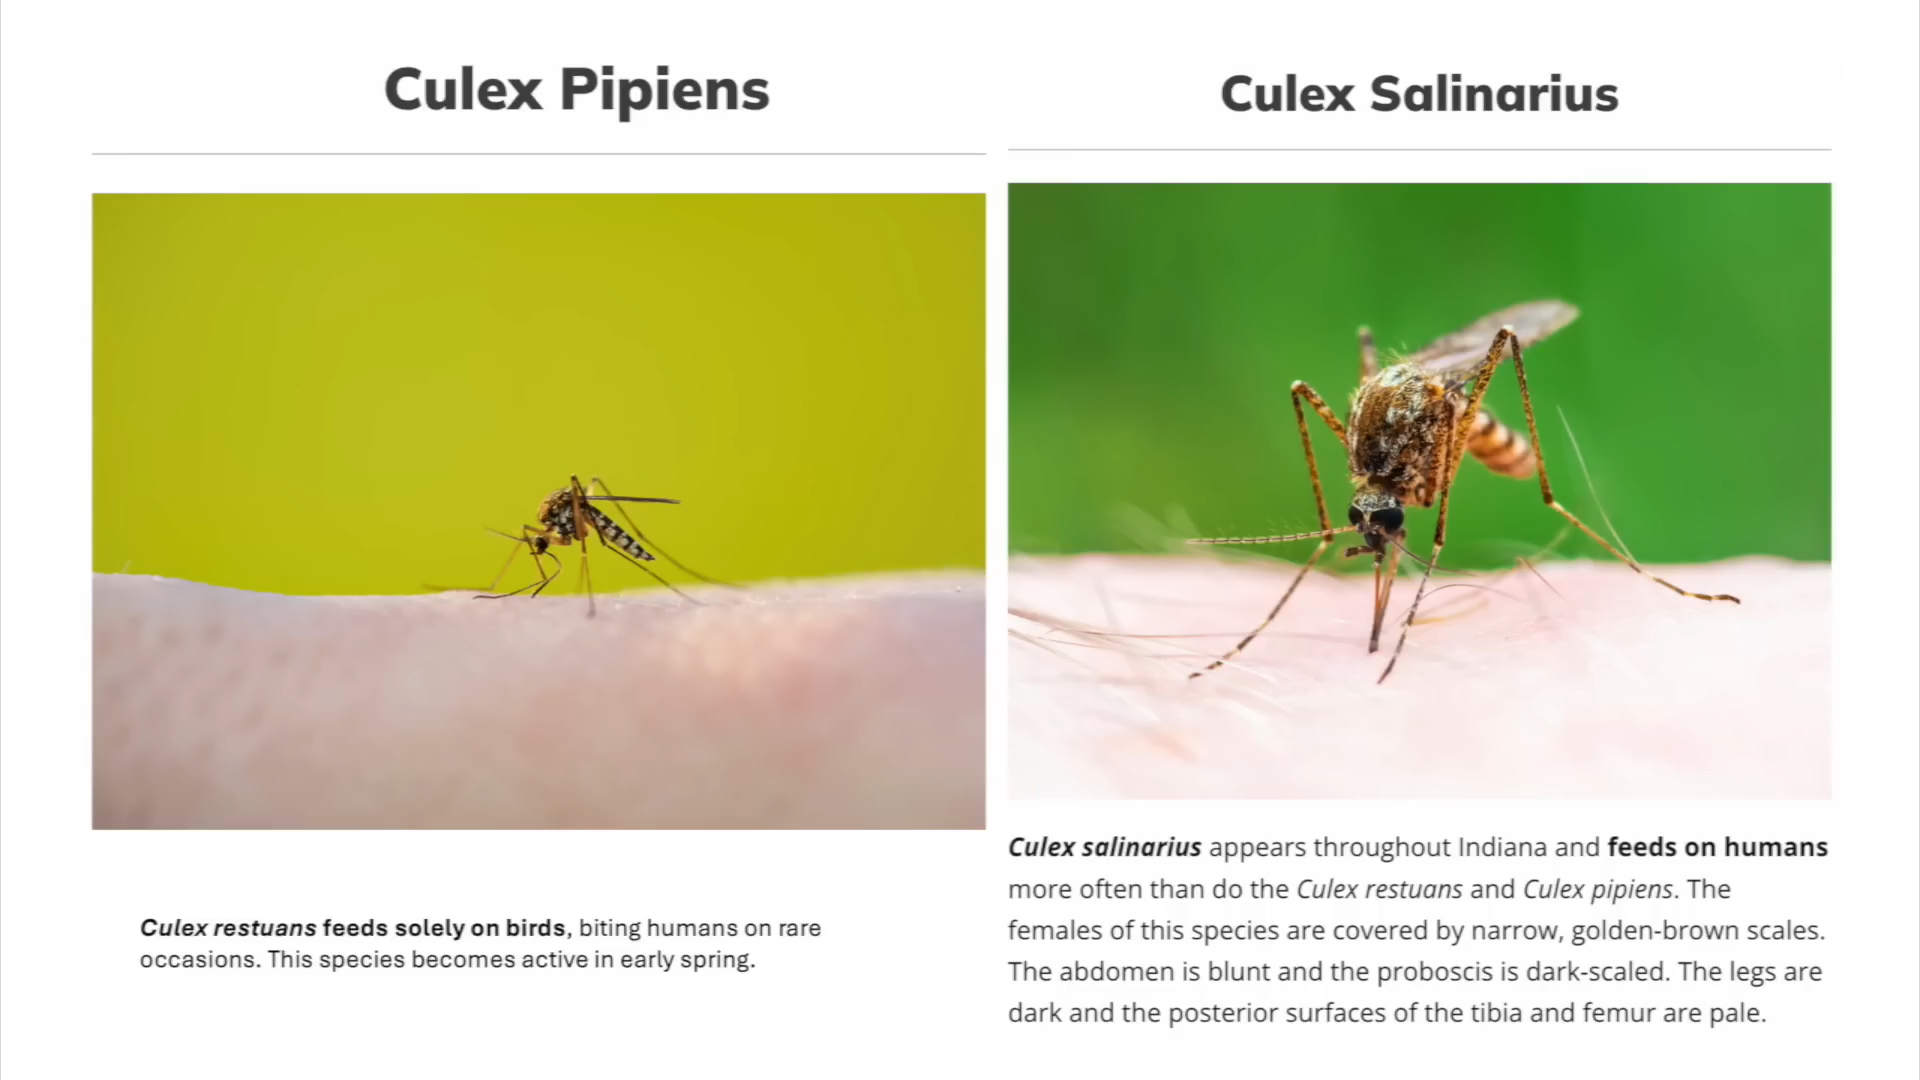 Culex Pipiens
Culex restuans feeds solely on birds, biting humans on rare
occasions. This species becomes active in early spring.
Culex Salinarius
Culex salinarius appears throughout Indiana and feeds on humans
more often than do the Culex restuans and Culex pipiens. The
females of this species are covered by narrow, golden-brown scales.
The abdomen is blunt and the proboscis is dark-scaled. The legs are
dark and the posterior surfaces of the tibia and femur are pale.